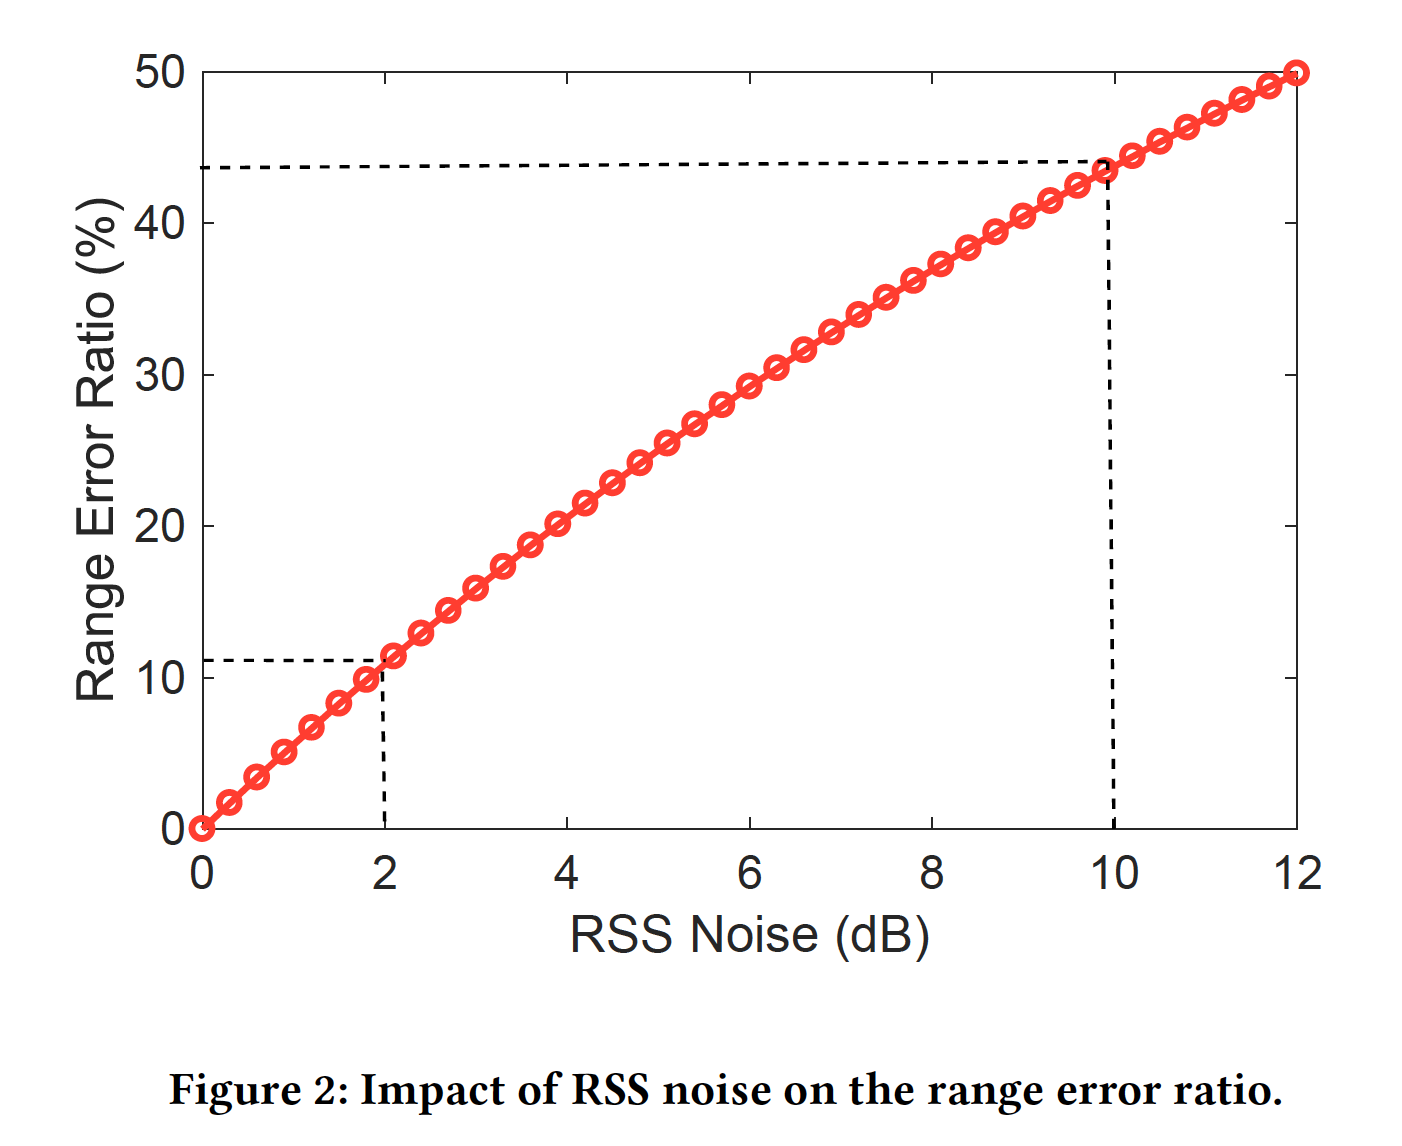 50
40
30
20
10
0
Range Error Ratio (%)
0 2 4 6 8 10 12
RSS Noise (dB)
Figure 2: Impact of RSS noise on the range error ratio.